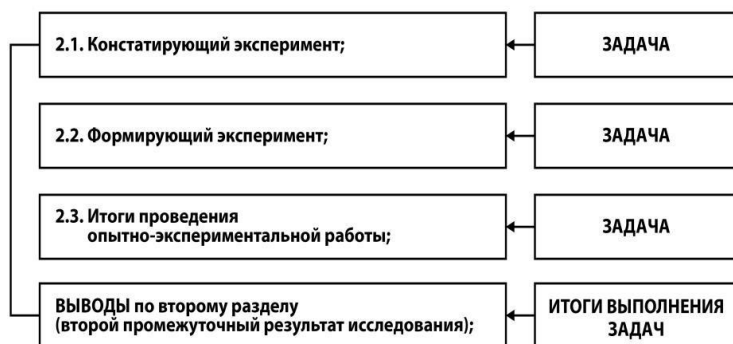 2.1. Констатирующий эксперимент;
ЗАДАЧА
2.2. Формирующий эксперимент;
ЗАДАЧА
2.3. Итоги проведения
опытно-экспериментальной работы;
ЗАДАЧА
ВЫВОДЫ по второму разделу
(второй промежуточный результат исследования);
ИТОГИ ВЫПОЛНЕНИЯ
ЗАДАЧ